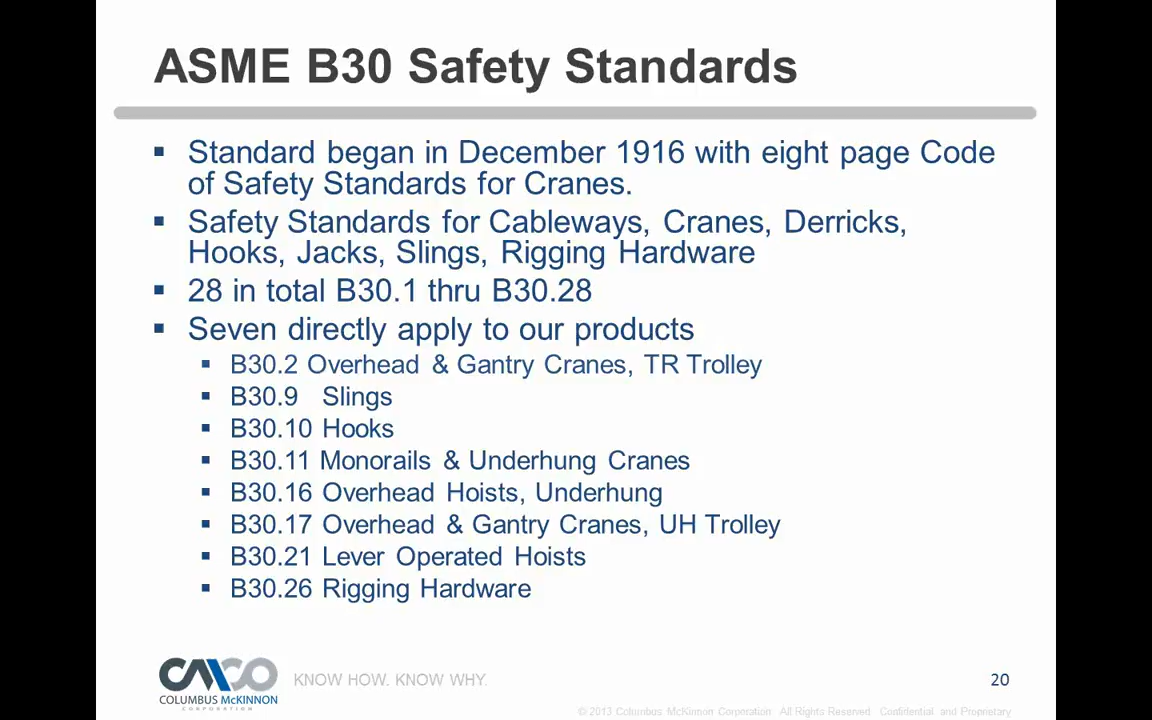 ASME B30 Safety Standards
▪ Standard began in December 1916 with eight page Code
of Safety Standards for Cranes.
▪ Safety Standards for Cableways, Cranes, Derricks,
Hooks, Jacks, Slings, Rigging Hardware
▪ 28 in total B30.1 thru B30.28
▪ Seven directly apply to our products
▪ B30.2 Overhead & Gantry Cranes, TR Trolley
▪ B30.9 Slings
▪ B30.10 Hooks
▪ B30.11 Monorails & Underhung Cranes
▪ B30.16 Overhead Hoists, Underhung
▪ B30.17 Overhead & Gantry Cranes, UH Trolley
▪ B30.21 Lever Operated Hoists
▪ B30.26 Rigging Hardware
CMCO
COLUMBUS McKINNON
CORPORATION
KNOW HOW. KNOW WHY.
20
© 2013 Columbus McKinnon Corporation All Rights Reserved Confidential and Proprietary